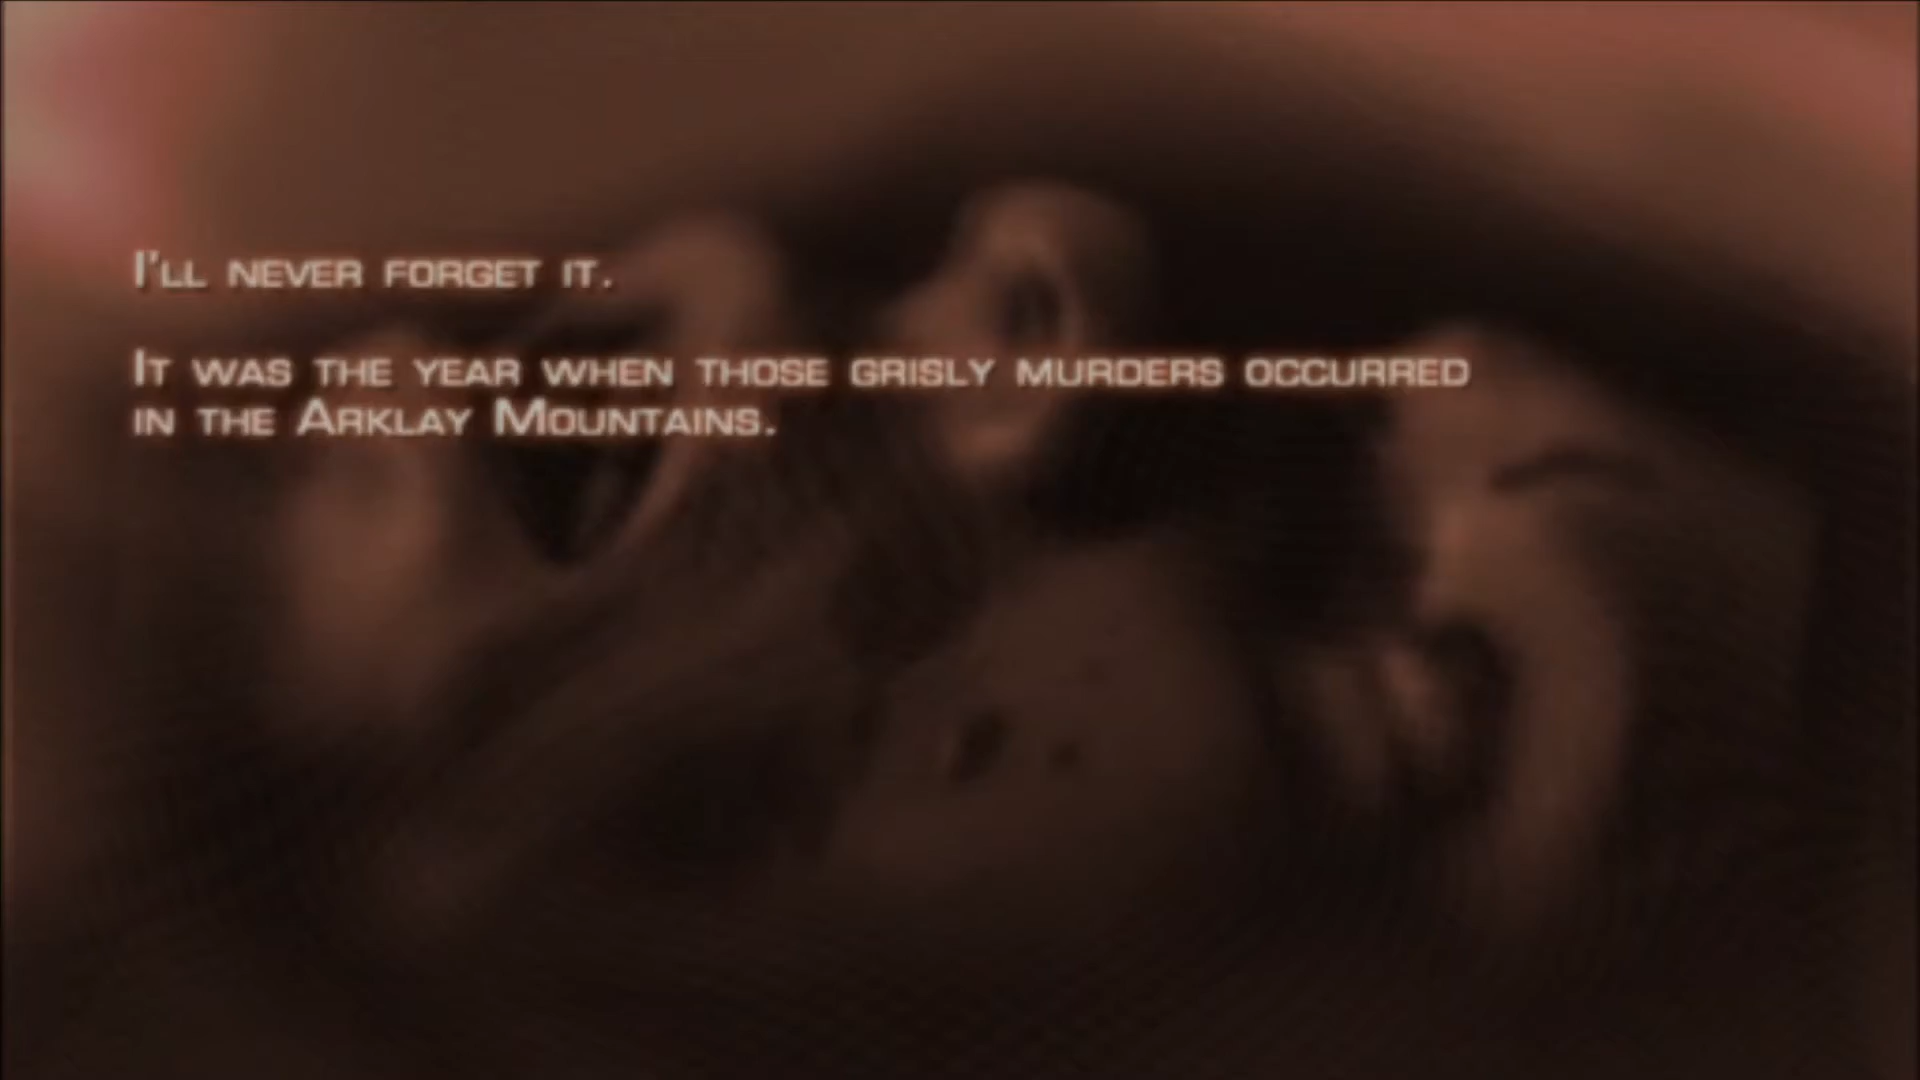 I'll never forget it.
It was the year when those grisly murders occurred
in the Arklay Mountains.